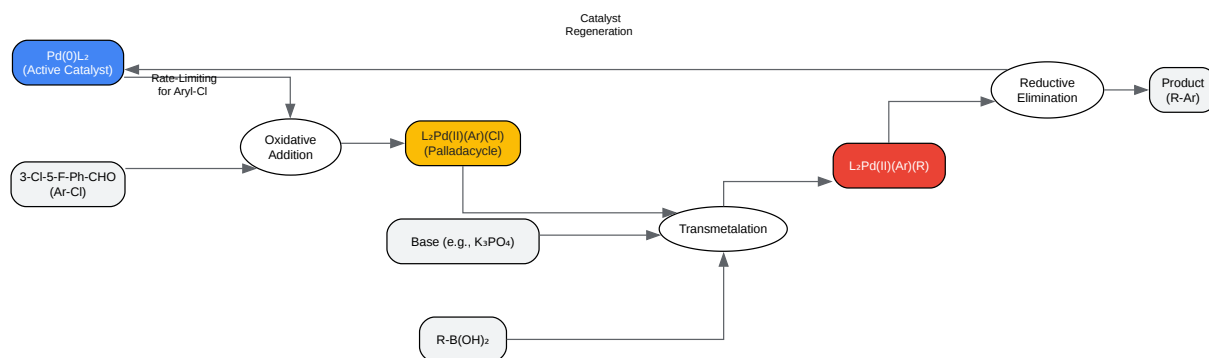 Catalyst
Regeneration
Pd(0)L₂
(Active Catalyst)
Rate-Limiting
for Aryl-Cl
Reductive
Elimination
Product
(R-Ar)
Oxidative
Addition
L₂Pd(II)(Ar)(Cl)
(Palladacycle)
3-Cl-5-F-Ph-CHO
(Ar-Cl)
L₂Pd(II)(Ar)(R)
Base (e.g., K₃PO₄)
Transmetalation
R-B(OH)₂